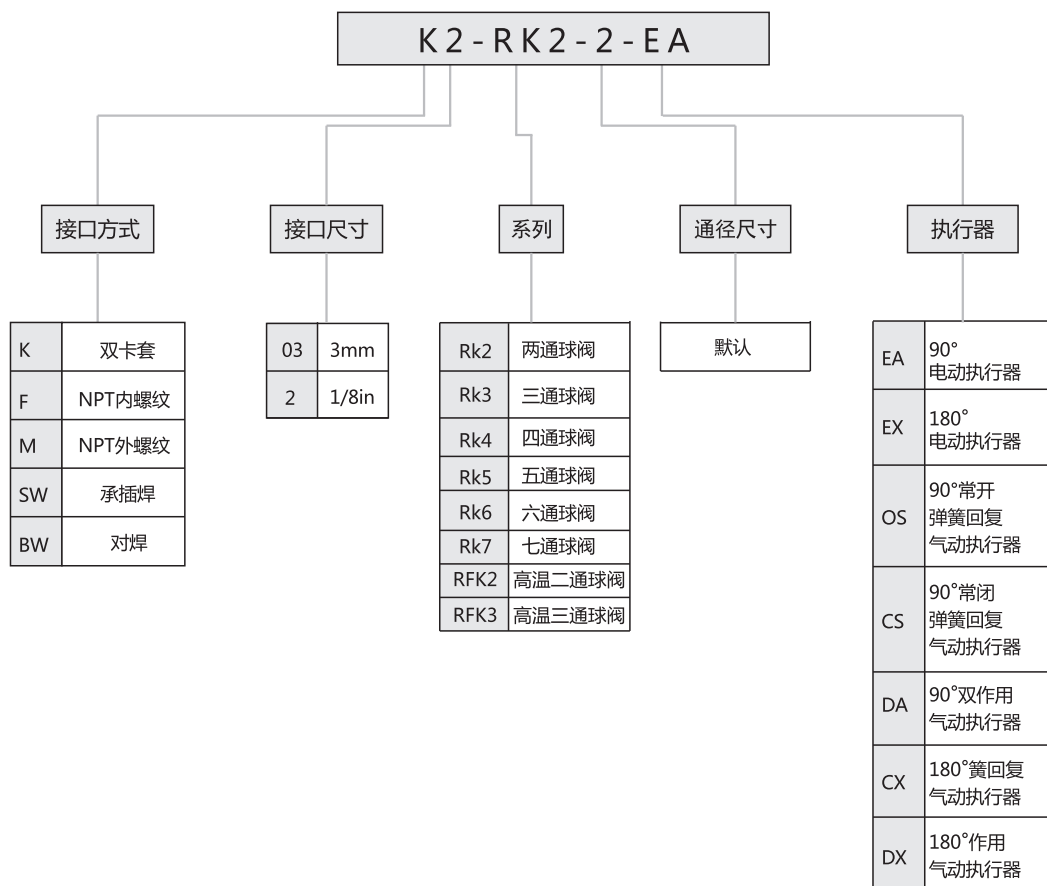 K2-RK2-2-EA
接口方式
接口尺寸
系列
通径尺寸
执行器
K 双卡套
F NPT内螺纹
M NPT外螺纹
SW 承插焊
BW 对焊
03 3mm
2 1/8in
Rk2 两通球阀
Rk3 三通球阀
Rk4 四通球阀
Rk5 五通球阀
Rk6 六通球阀
Rk7 七通球阀
RFK2 高温二通球阀
RFK3 高温三通球阀
默认
EA 90°
电动执行器
EX 180°
电动执行器
90°常开
OS 弹簧回复
气动执行器
90°常闭
CS 弹簧回复
气动执行器
DA 90°双作用
气动执行器
CX 180°簧回复
气动执行器
DX 180°作用
气动执行器